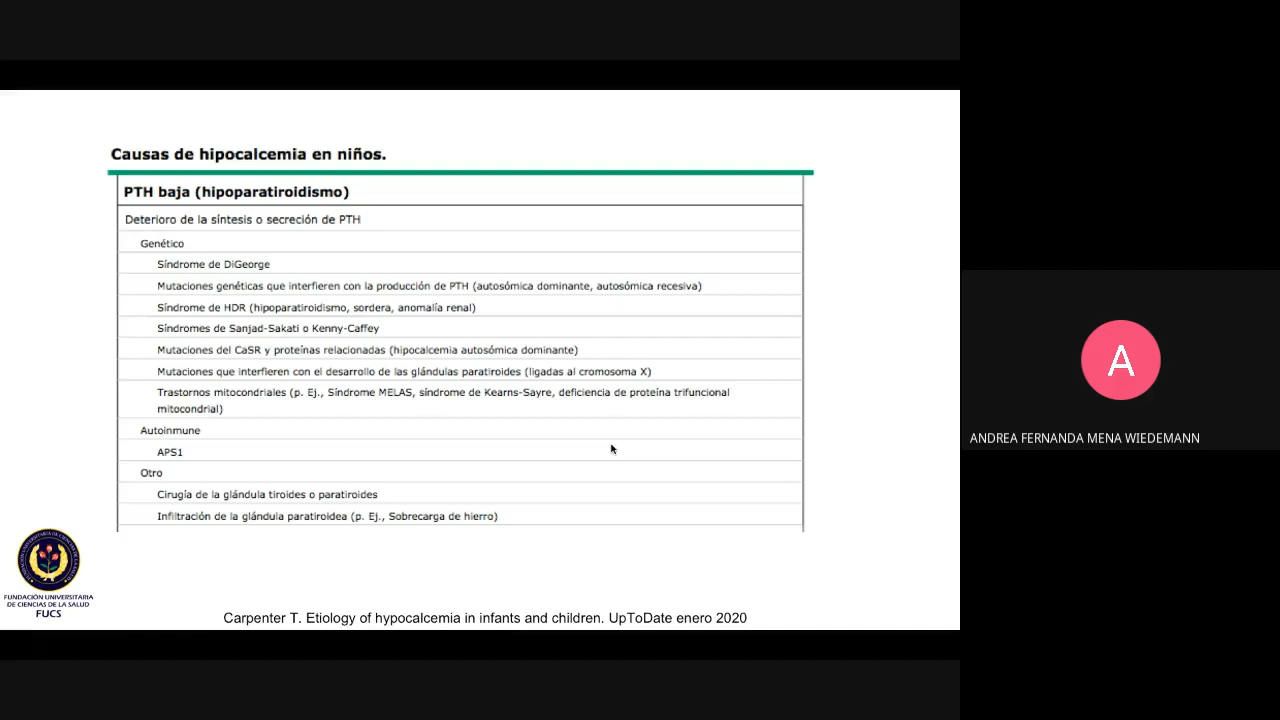 Causas de hipocalcemia en niños.
PTH baja (hipoparatiroidismo)
Deterioro de la síntesis o secreción de PTH
Genético
Síndrome de DiGeorge
Mutaciones genéticas que interfieren con la producción de PTH (autosómica dominante, autosómica recesiva)
Síndrome de HDR (hipoparatiroidismo, sordera, anomalía renal)
Síndromes de Sanjad-Sakati o Kenny-Caffey
Mutaciones del CaSR y proteínas relacionadas (hipocalcemia autosómica dominante)
Mutaciones que interfieren con el desarrollo de las glándulas paratiroides (ligadas al cromosoma X)
Trastornos mitocondriales (p. Ej., Síndrome MELAS, síndrome de Kearns-Sayre, deficiencia de proteína trifuncional
mitocondrial)
Autoinmune
APS1
Otro
Cirugía de la glándula tiroides o paratiroides
Infiltración de la glándula paratiroidea (p. Ej., Sobrecarga de hierro)
FUNDACIÓN UNIVERSITARIA
DE CIENCIAS DE LA SALUD
FUCS
Carpenter T. Etiology of hypocalcemia in infants and children. UpToDate enero 2020
A
ANDREA FERNANDA MENA WIEDEMANN